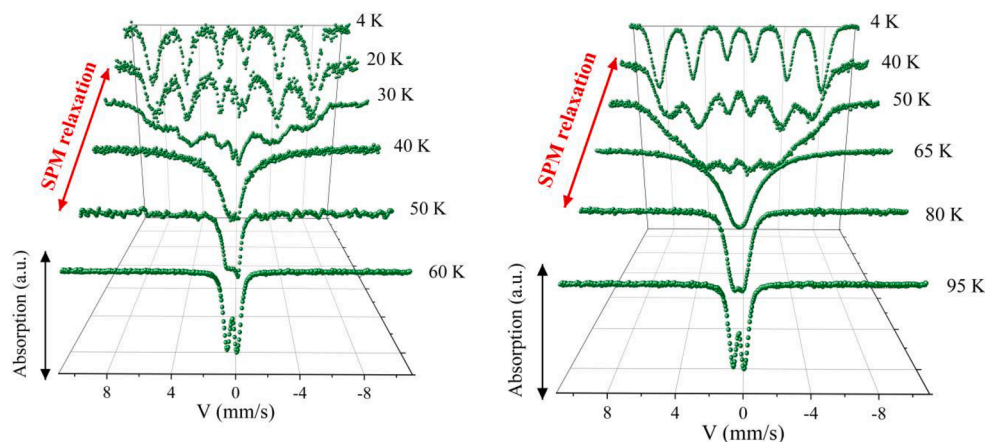 4 K
20 K
30 K
40 K
50 K
60 K
SPM relaxation
Absorption (a.u.)
8 4 0 -4 -8
V (mm/s)
4 K
40 K
50 K
65 K
80 K
95 K
SPM relaxation
Absorption (a.u.)
8 4 0 -4 -8
V (mm/s)